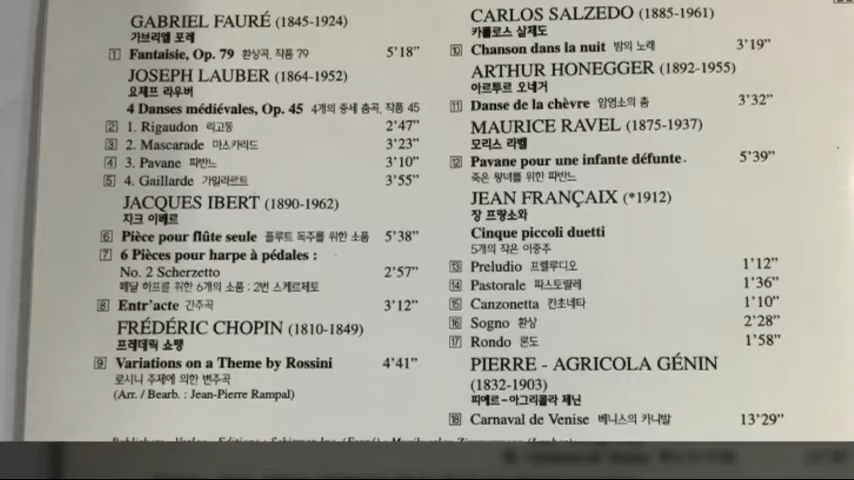 GABRIEL FAURÉ (1845-1924)
가브리엘 포레
1 Fantaisie, Op. 79 환상곡, 작품 79 5'18"
JOSEPH LAUBER (1864-1952)
요제프 라우버
4 Danses médiévales, Op. 45 4개의 중세 춤곡, 작품 45
2 1. Rigaudon 리고동 2'47"
3 2. Mascarade 마스카라드 3'23"
4 3. Pavane 파반느 3'10"
5 4. Gaillarde 가일라르트 3'55"
JACQUES IBERT (1890-1962)
자크 이베르
6 Pièce pour flûte seule 플루트 독주를 위한 소품 5'38"
7 6 Pièces pour harpe à pédales :
No. 2 Scherzetto 2'57"
페달 하프를 위한 6개의 소품 : 2번 스케르제토
8 Entr'acte 간주곡 3'12"
FRÉDÉRIC CHOPIN (1810-1849)
프레데릭 쇼팽
9 Variations on a Theme by Rossini 4'41"
로시니 주제에 의한 변주곡
(Arr. / Bearb. : Jean-Pierre Rampal)
CARLOS SALZEDO (1885-1961)
카를로스 살제도
10 Chanson dans la nuit 밤의 노래 3'19"
ARTHUR HONEGGER (1892-1955)
아르투르 오네거
11 Danse de la chèvre 암염소의 춤 3'32"
MAURICE RAVEL (1875-1937)
모리스 라벨
12 Pavane pour une infante défunte. 5'39"
죽은 왕녀를 위한 파반느
JEAN FRANÇAIX (*1912)
장 프랑소와
Cinque piccoli duetti
5개의 작은 이중주
13 Preludio 프렐루디오 1'12"
14 Pastorale 파스토랄레 1'36"
15 Canzonetta 칸초네타 1'10"
16 Sogno 환상 2'28"
17 Rondo 론도 1'58"
PIERRE - AGRICOLA GÉNIN
(1832-1903)
피에르-아그리콜라 제닌
18 Carnaval de Venise 베니스의 카니발 13'29"